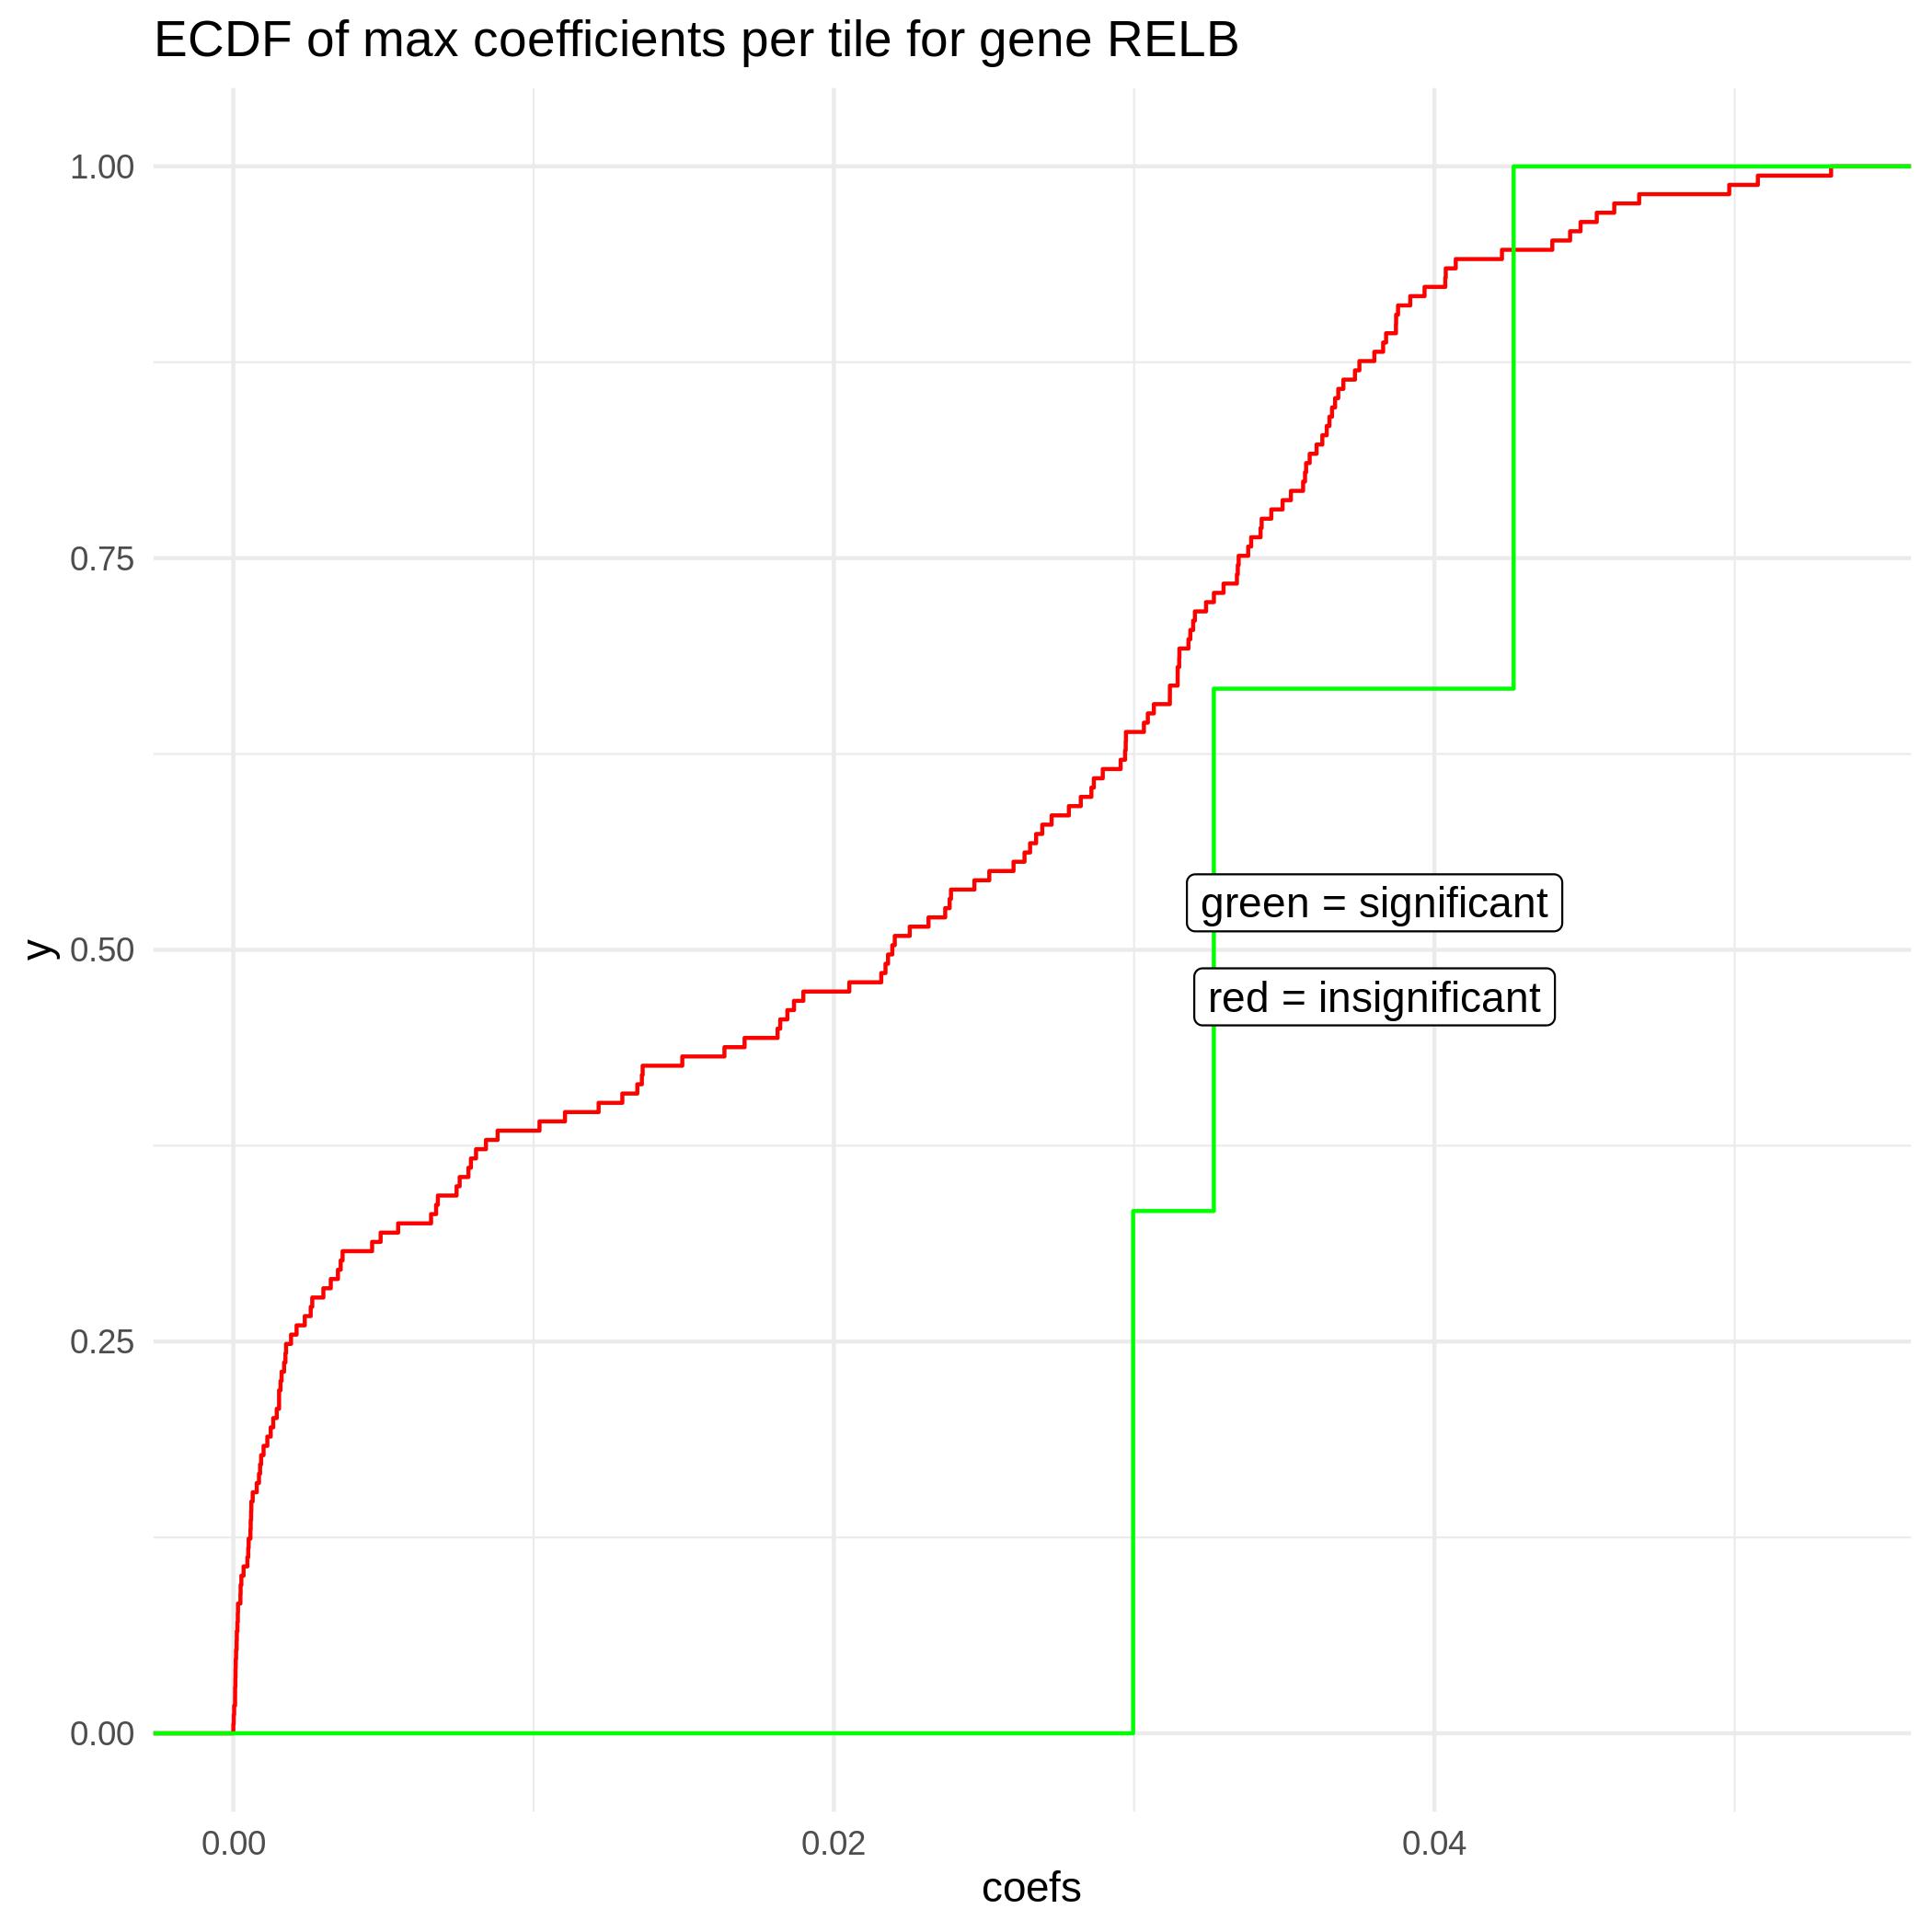 ECDF of max coefficients per tile for gene RELB
1.00
0.75
0.50
0.25
0.00
y
green = significant
red = insignificant
0.00 0.02 0.04
coefs